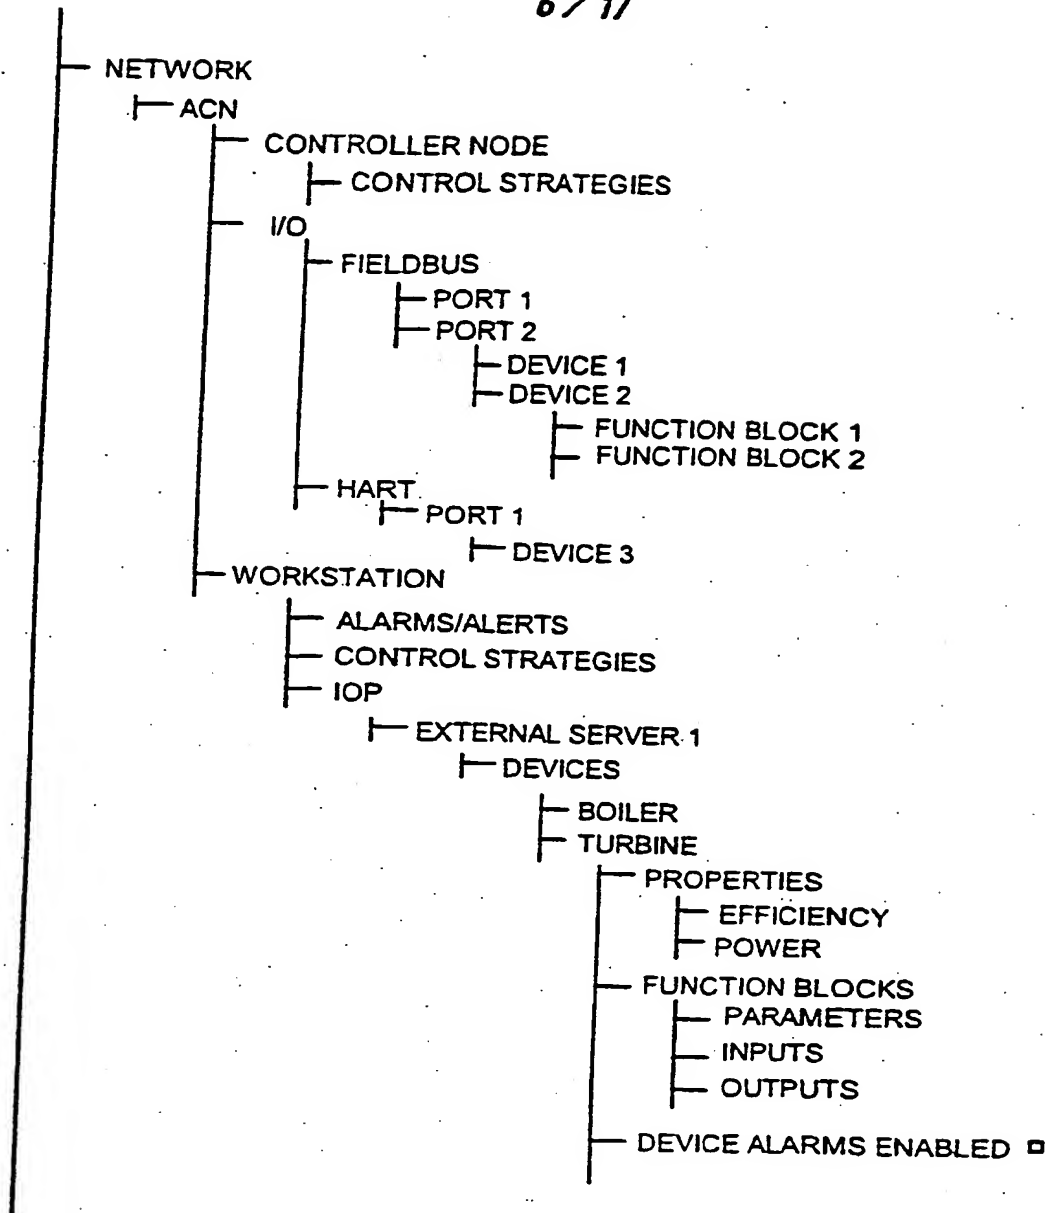 6 / 17
NETWORK
ACN
CONTROLLER NODE
CONTROL STRATEGIES
I/O
FIELDBUS
PORT 1
PORT 2
DEVICE 1
DEVICE 2
FUNCTION BLOCK 1
FUNCTION BLOCK 2
HART
PORT 1
DEVICE 3
WORKSTATION
ALARMS/ALERTS
CONTROL STRATEGIES
IOP
EXTERNAL SERVER 1
DEVICES
BOILER
TURBINE
PROPERTIES
EFFICIENCY
POWER
FUNCTION BLOCKS
PARAMETERS
INPUTS
OUTPUTS
DEVICE ALARMS ENABLED